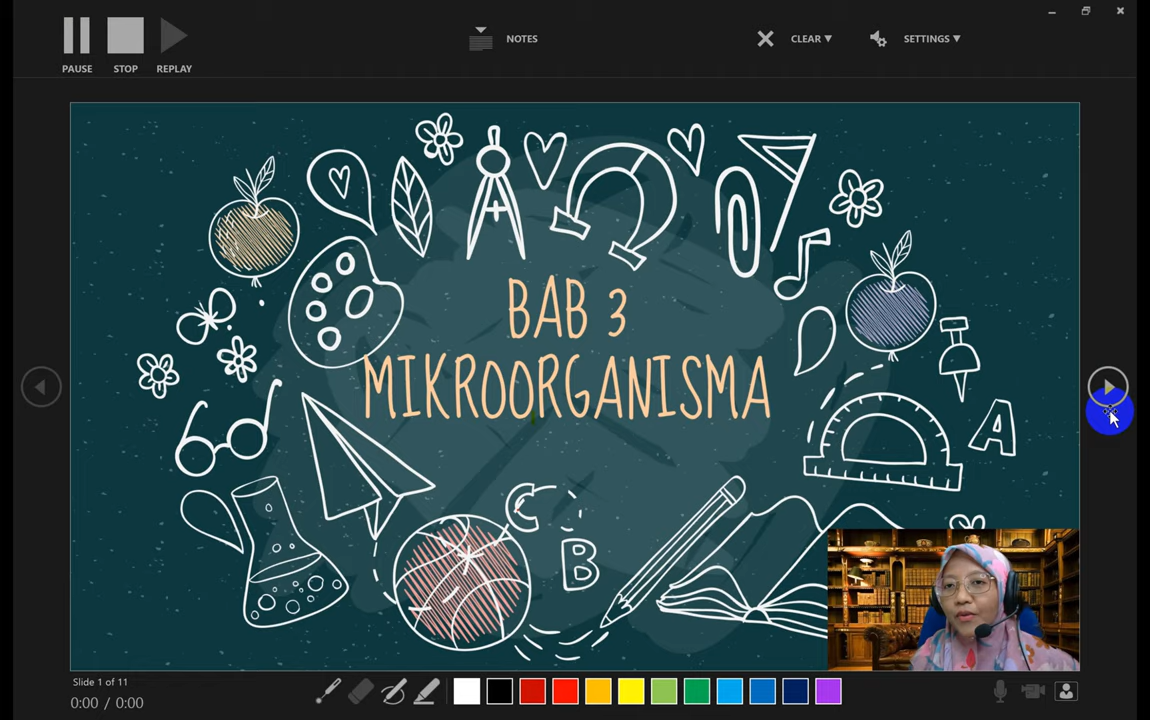 PAUSE
STOP
REPLAY
NOTES
CLEAR
SETTINGS
BAB 3
MIKROORGANISMA
A
C
B
Slide 1 of 11
0:00 / 0:00